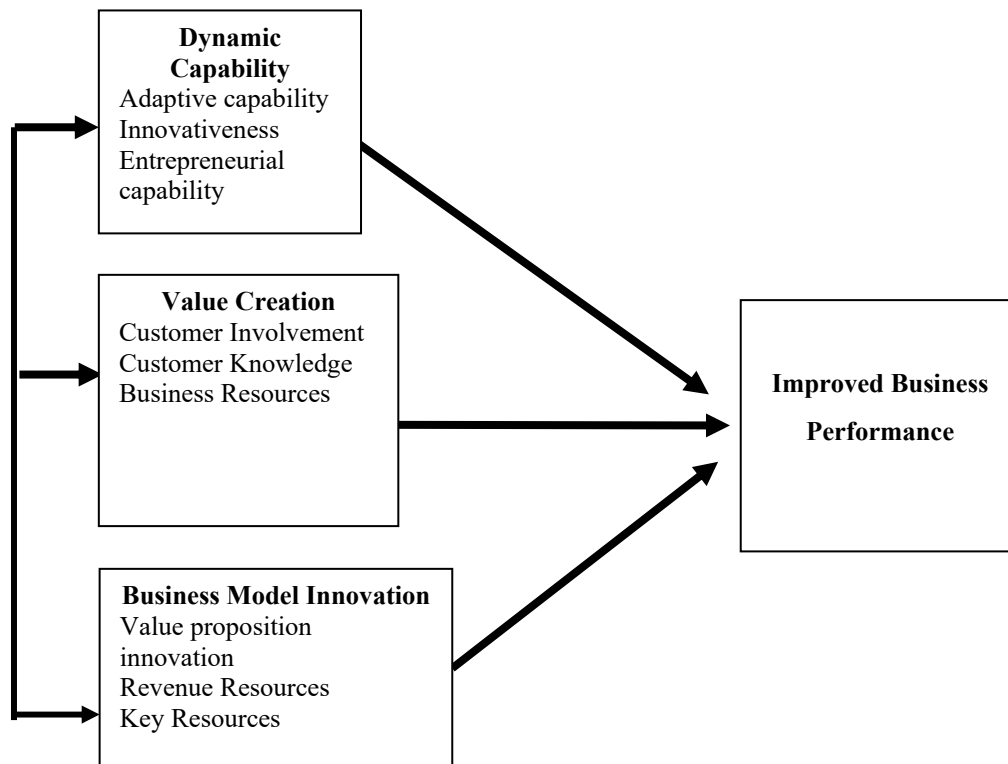 Dynamic
Capability
Adaptive capability
Innovativeness
Entrepreneurial
capability
Value Creation
Customer Involvement
Customer Knowledge
Business Resources
Improved Business
Performance
Business Model Innovation
Value proposition
innovation
Revenue Resources
Key Resources